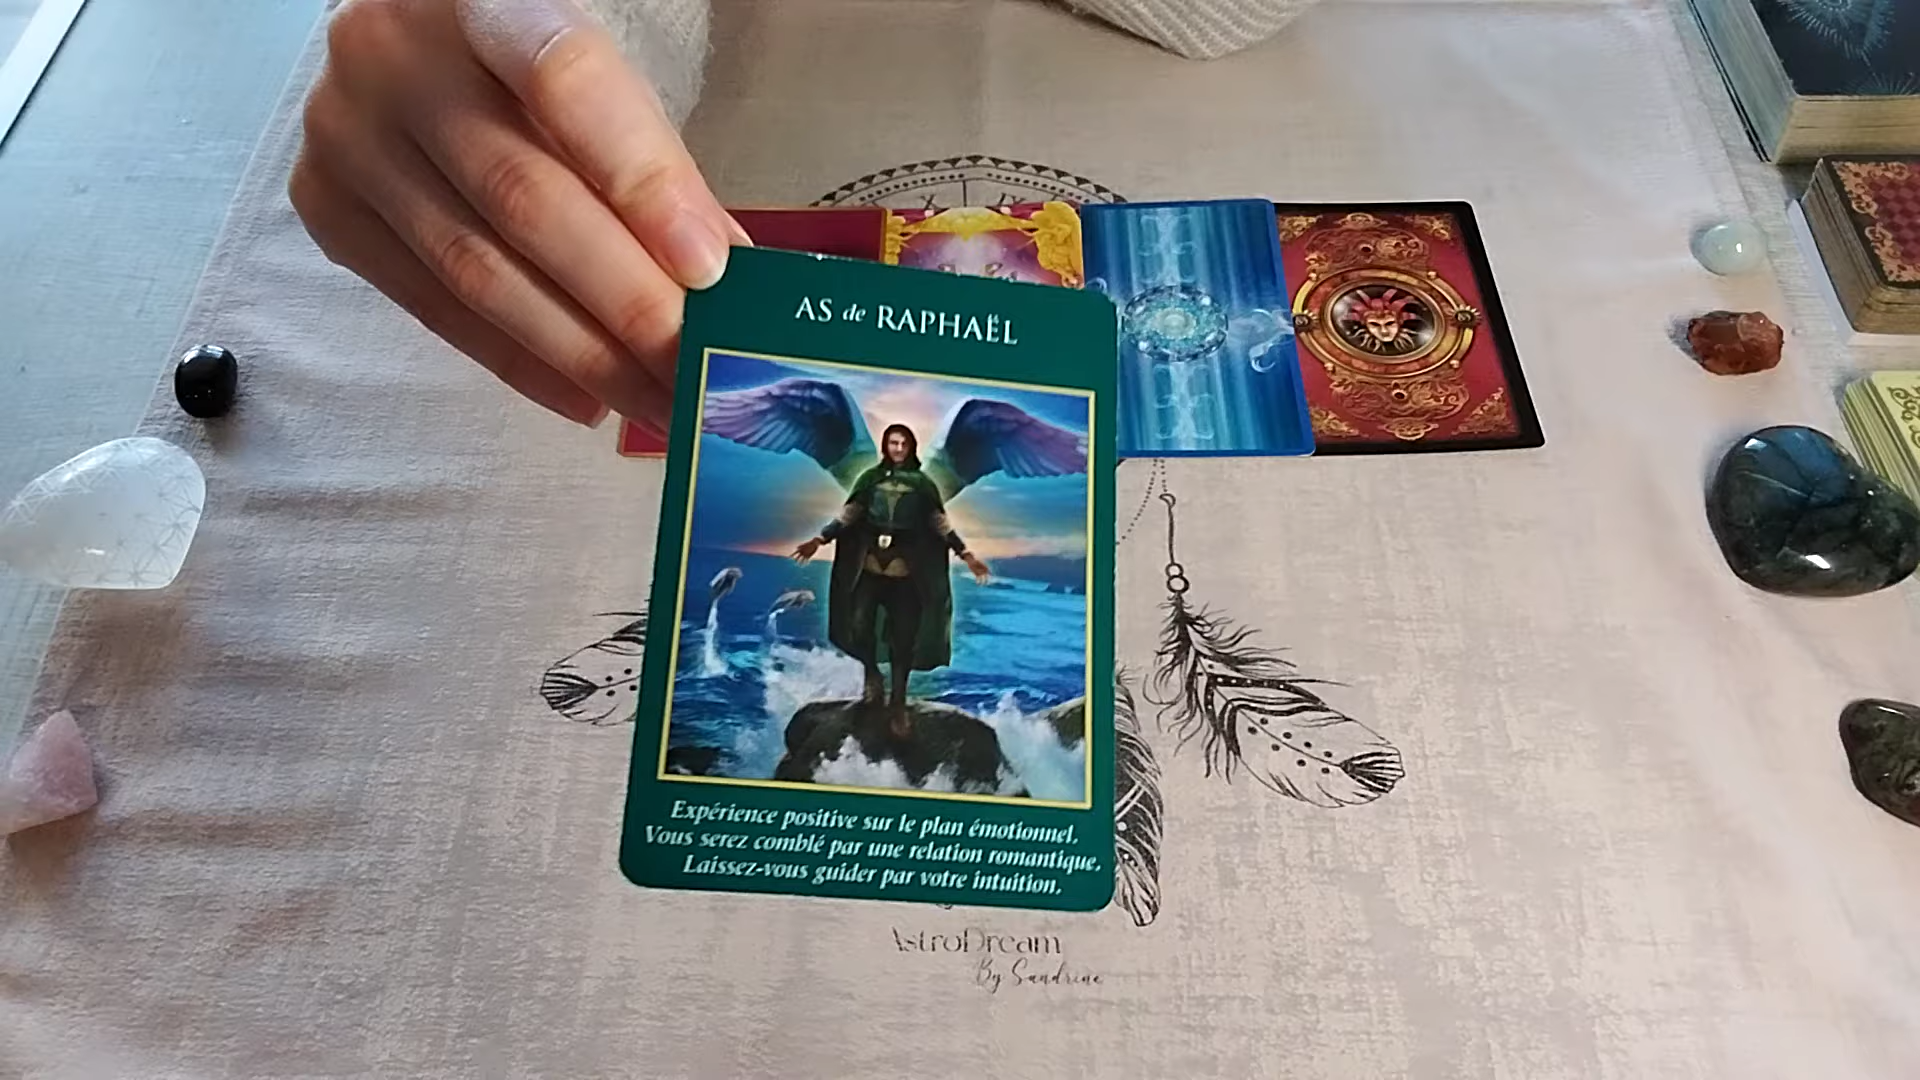 AS de RAPHAËL
Expérience positive sur le plan émotionnel.
Vous serez comblé par une relation romantique.
Laissez-vous guider par votre intuition.
AstroDream
By Sandrine